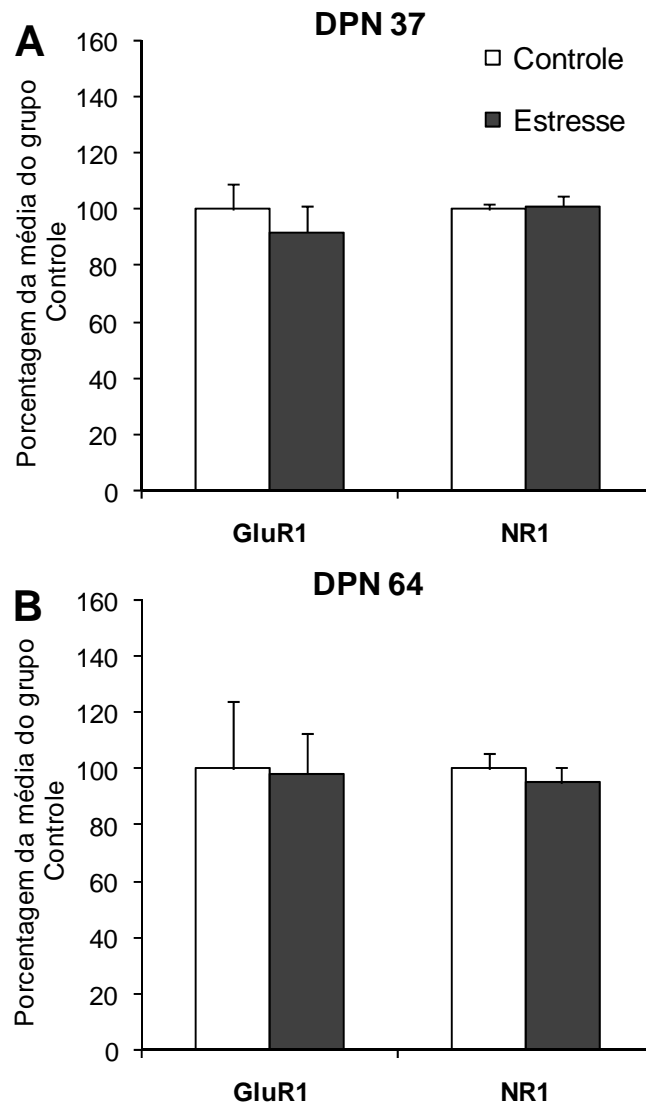 A
DPN 37
Controle
Estresse
Porcentagem da média do grupo
Controle
160
140
120
100
80
60
40
20
0
GluR1 NR1
B
DPN 64
Porcentagem da média do grupo
Controle
160
140
120
100
80
60
40
20
0
GluR1 NR1